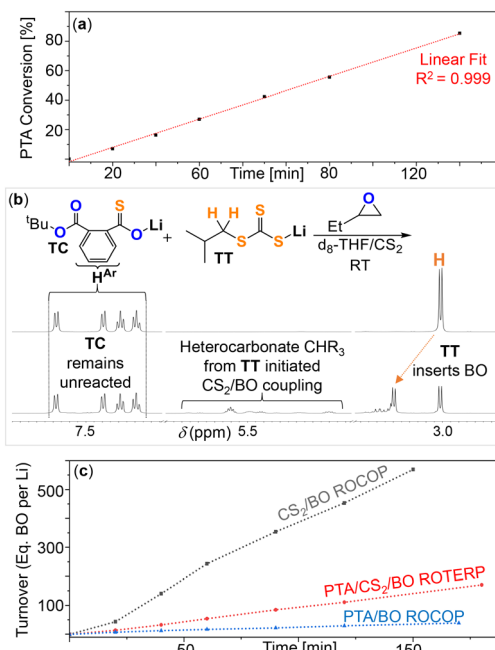 (a)
PTA Conversion [%]
80
60
40
20
Linear Fit
R² = 0.999
20
60
100
Time [min]
140
(b)
O
S
ᵗBu
O
TC
O
Li
Hᴬʳ
+
H
H
S
S
S
Li
TT
O
Et
d₈-THF/CS₂
RT
H
TC
remains
unreacted
Heterocarbonate CHR₃
from TT initiated
CS₂/BO coupling
TT
inserts BO
7.5
δ (ppm)
5.5
3.0
(c)
Turnover (Eq. BO per Li)
500
300
100
CS₂/BO ROCOP
PTA/CS₂/BO ROTERP
PTA/BO ROCOP
50
Time [min]
150